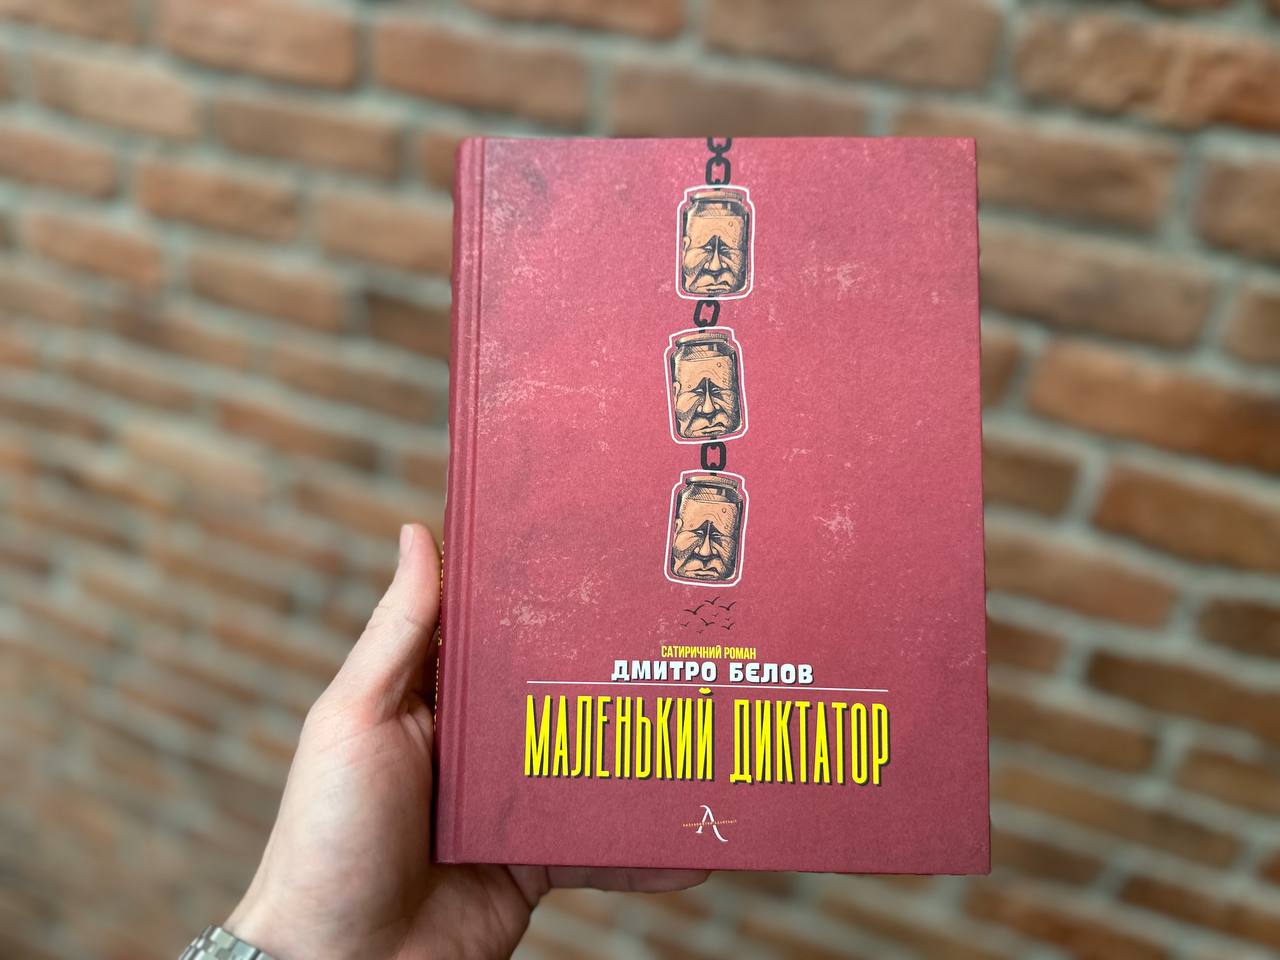 САТИРИЧНИЙ РОМАН
ДМИТРО БЄЛОВ
МАЛЕНЬКИЙ ДИКТАТОР